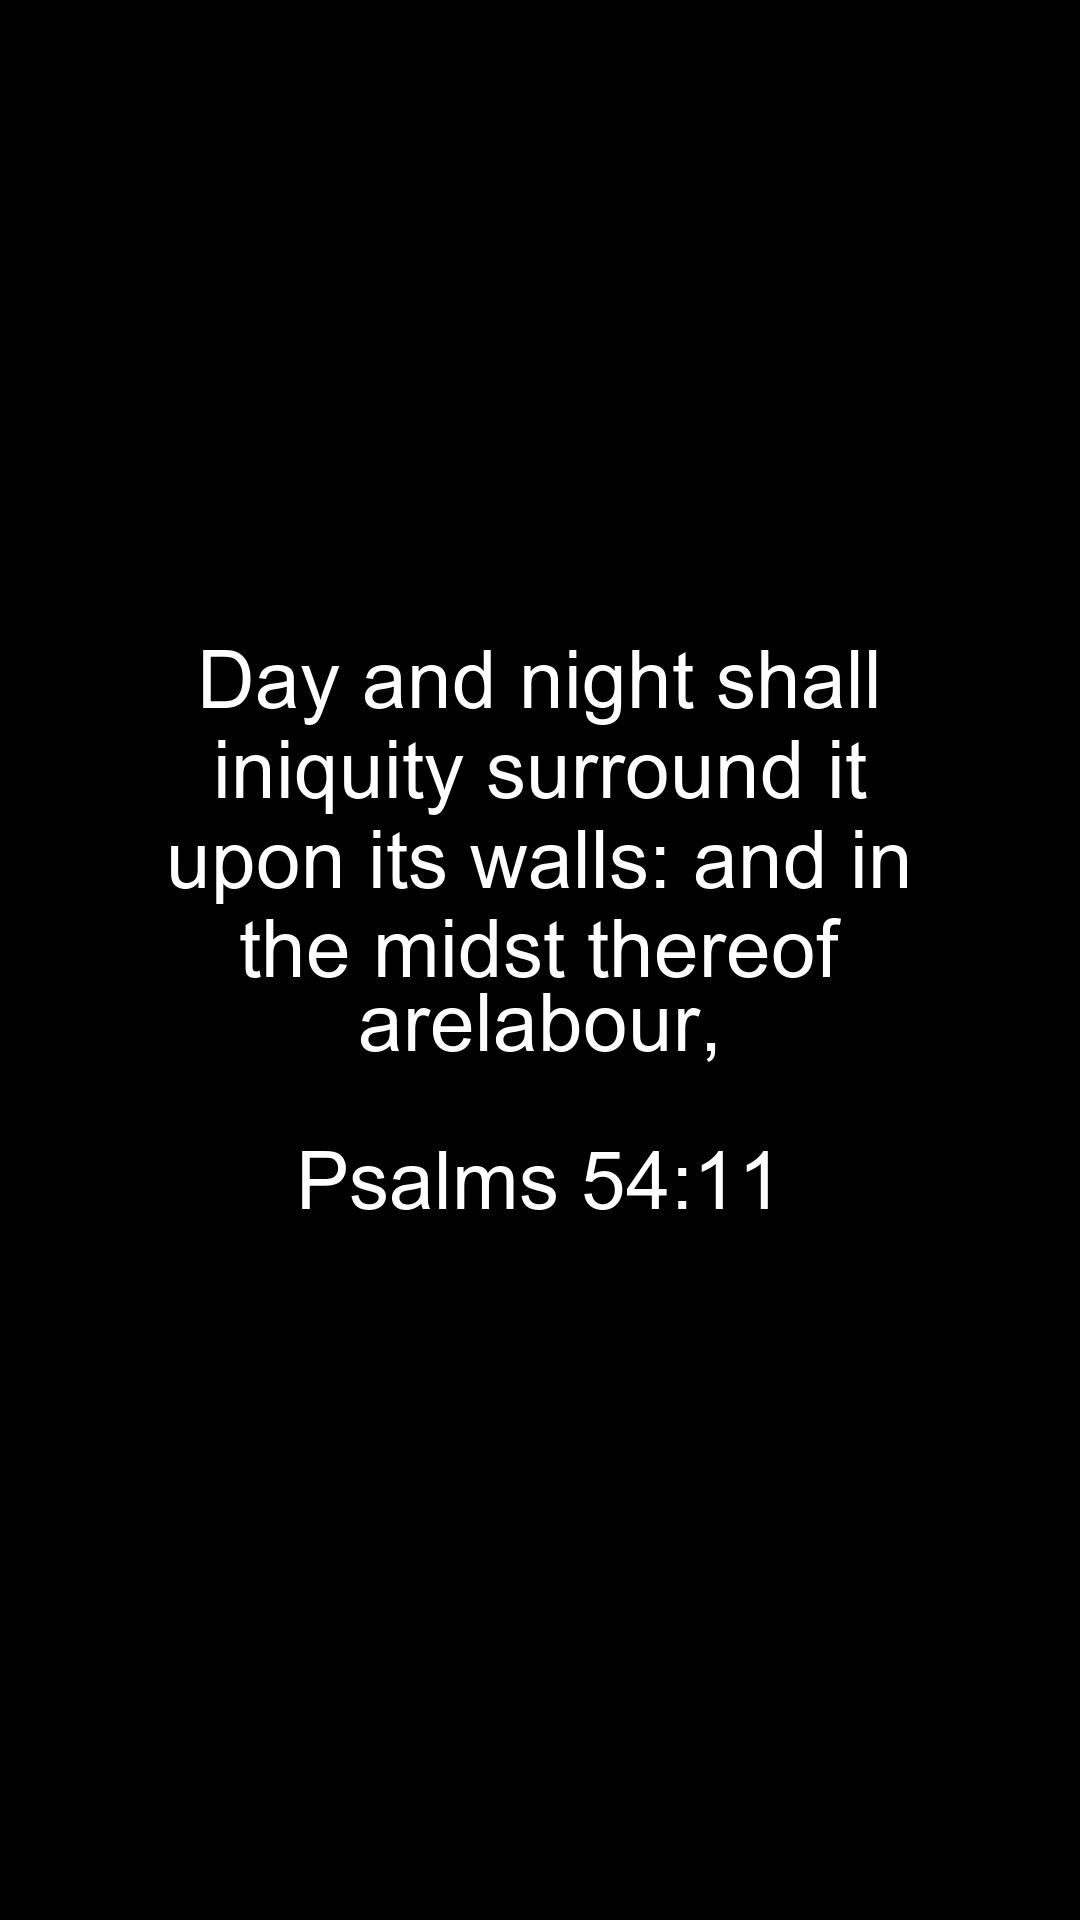 Day and night shall
iniquity surround it
upon its walls: and in
the midst thereof
arelabour,
Psalms 54:11